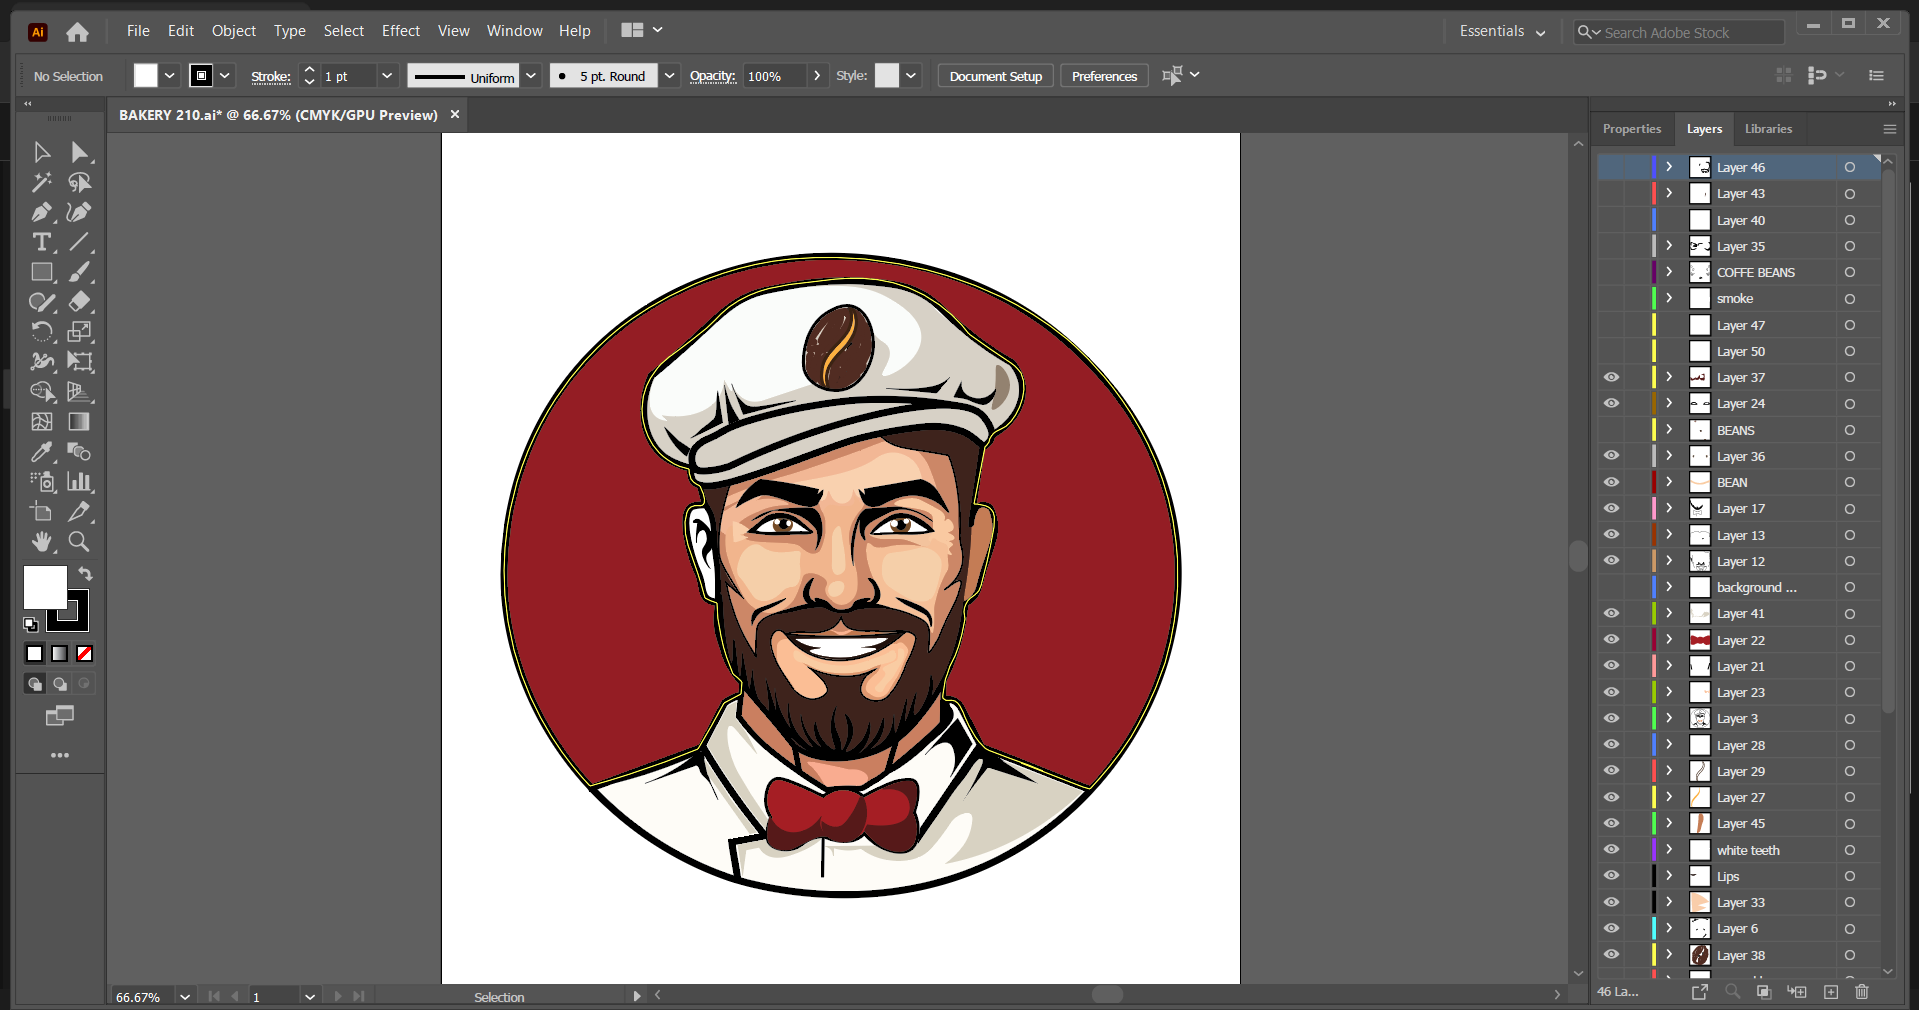 Ai File Edit Object Type Select Effect View Window Help Essentials Search Adobe Stock
No Selection Stroke: 1 pt Uniform 5 pt. Round Opacity: 100% Style: Document Setup Preferences
BAKERY 210.ai* @ 66.67% (CMYK/GPU Preview)
Properties Layers Libraries
Layer 46
Layer 43
Layer 40
Layer 35
COFFE BEANS
smoke
Layer 47
Layer 50
Layer 37
Layer 24
BEANS
Layer 36
BEAN
Layer 17
Layer 13
Layer 12
background ...
Layer 41
Layer 22
Layer 21
Layer 23
Layer 3
Layer 28
Layer 29
Layer 27
Layer 45
white teeth
Lips
Layer 33
Layer 6
Layer 38
46 La...
66.67% 1 Selection